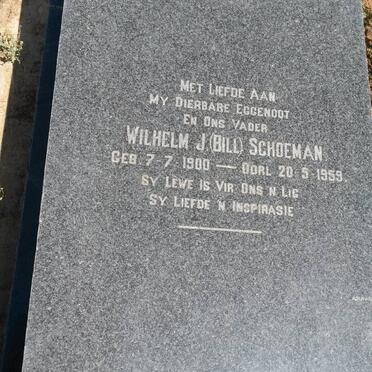 MET LIEFDE AAN
MY DIERBARE EGGENOOT
EN ONS VADER
WILHELM J. (BILL) SCHOEMAN
GEB. 7-7-1900 — OORL. 20-5-1959.
SY LEWE IS VIR ONS 'N LIG
SY LIEFDE 'N INSPIRASIE